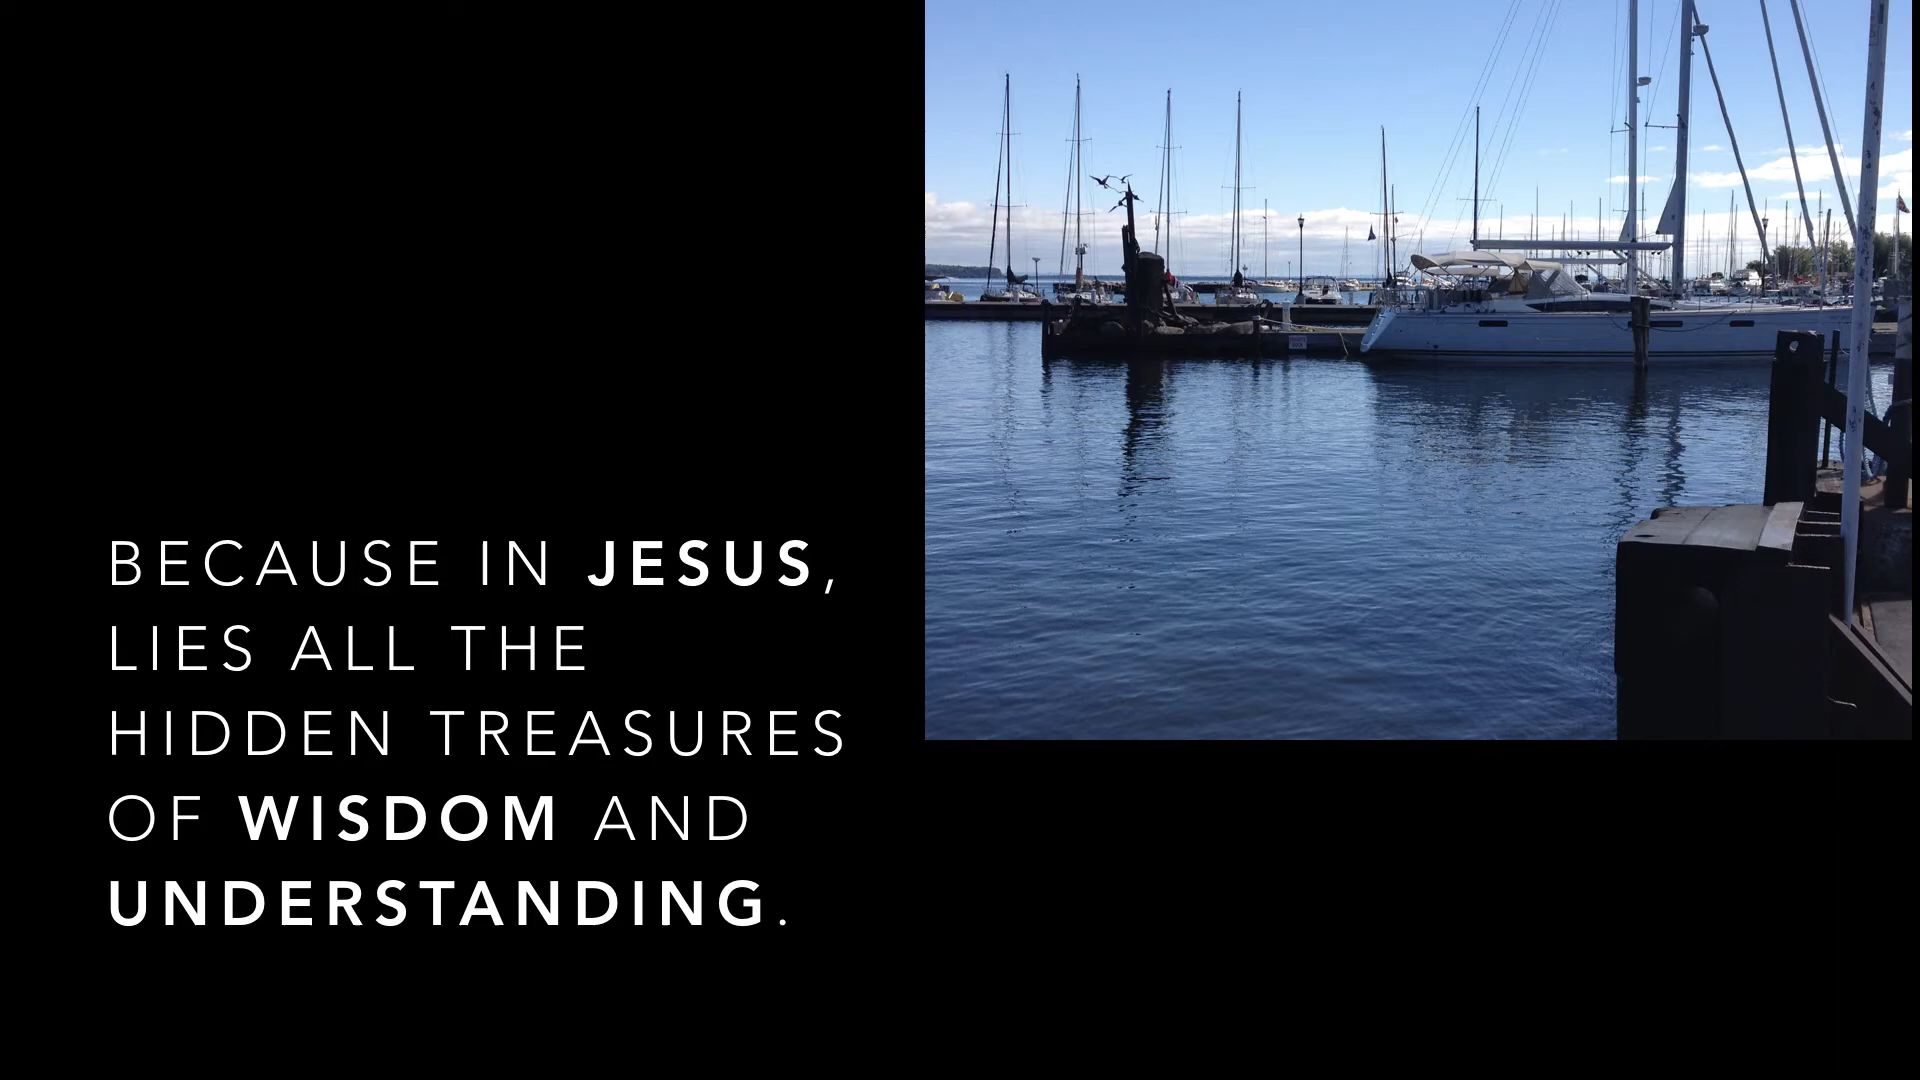 BECAUSE IN JESUS,
LIES ALL THE
HIDDEN TREASURES
OF WISDOM AND
UNDERSTANDING.